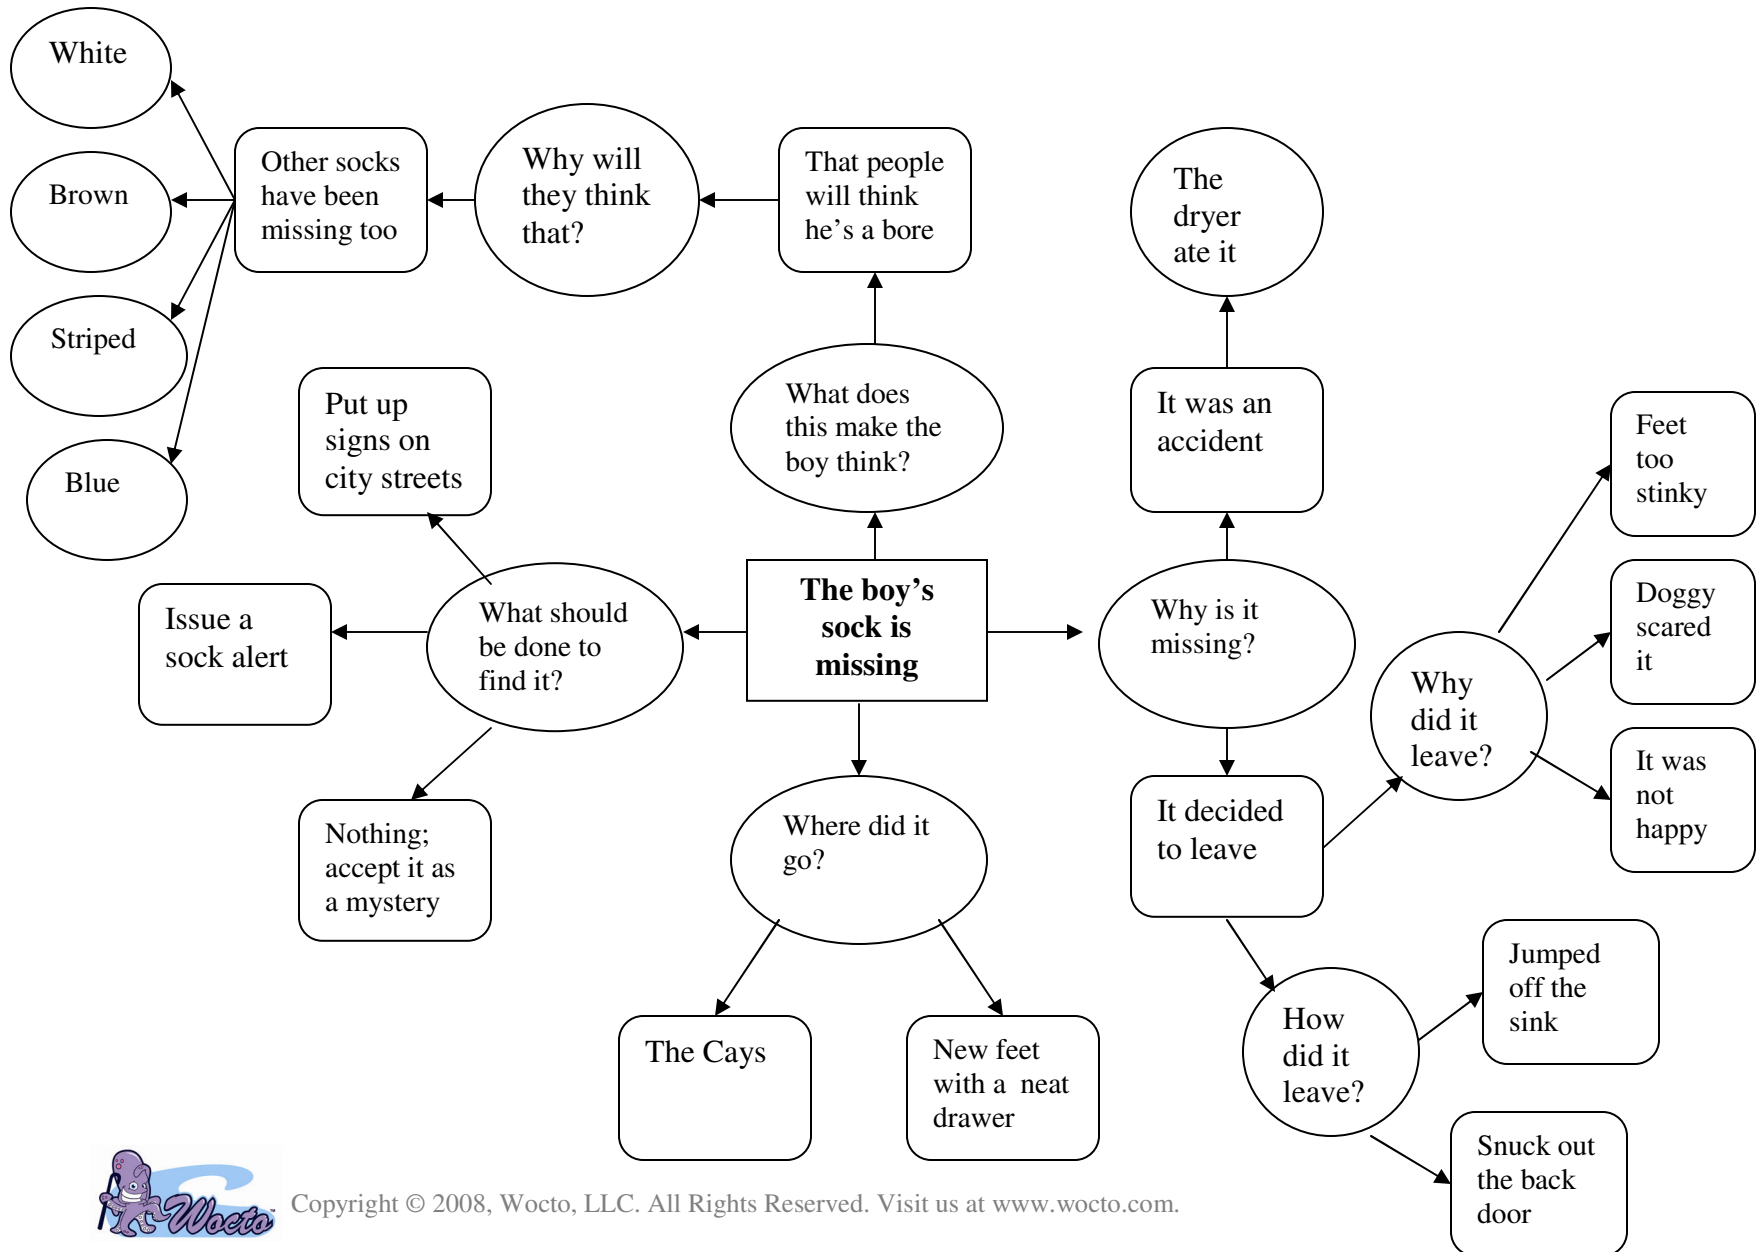 White
Brown
Striped
Blue
Other socks
have been
missing too
Why will
they think
that?
That people
will think
he’s a bore
The
dryer
ate it
Put up
signs on
city streets
What does
this make the
boy think?
It was an
accident
Feet
too
stinky
Issue a
sock alert
What should
be done to
find it?
The boy’s
sock is
missing
Why is it
missing?
Doggy
scared
it
Why
did it
leave?
It was
not
happy
Nothing;
accept it as
a mystery
Where did it
go?
It decided
to leave
The Cays
New feet
with a  neat
drawer
How
did it
leave?
Jumped
off the
sink
Snuck out
the back
door
Wocto™
Copyright © 2008, Wocto, LLC. All Rights Reserved. Visit us at www.wocto.com.